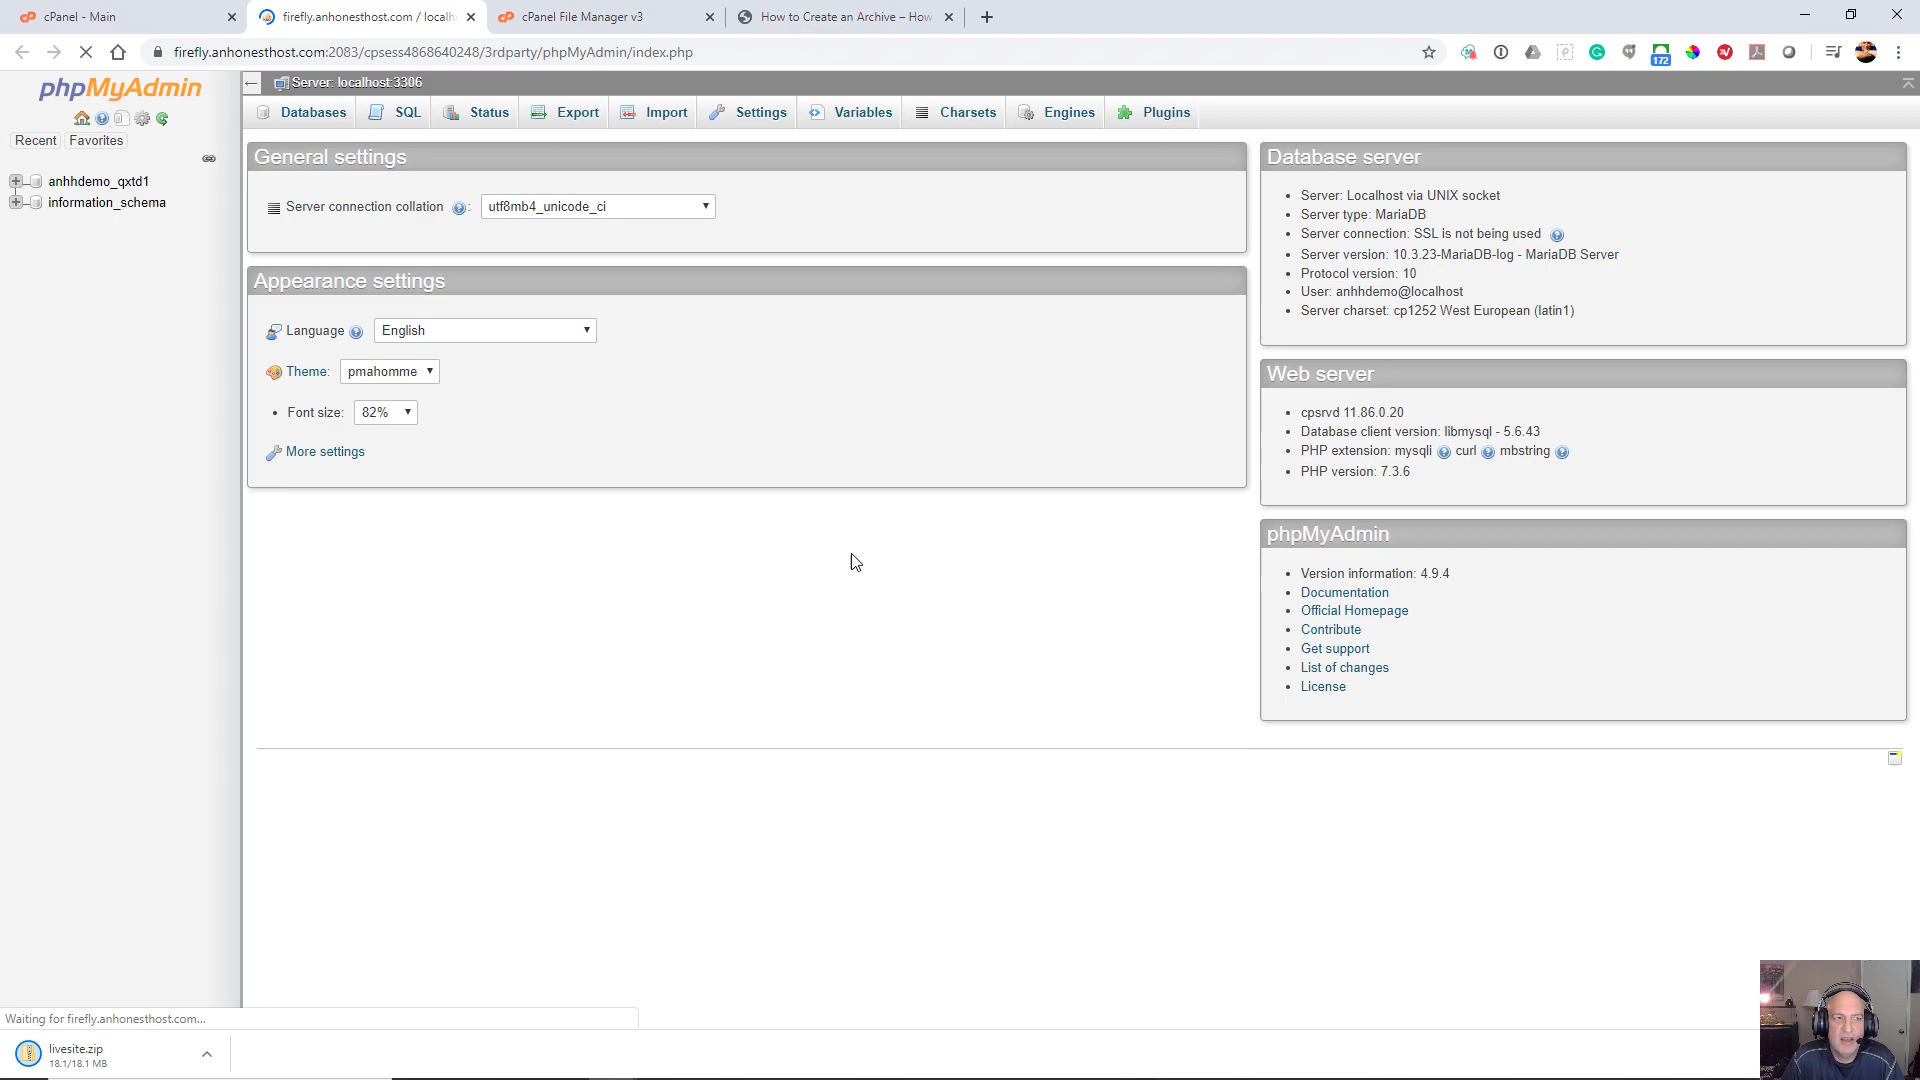 cPanel - Main
firefly.anhonesthost.com / localh
cPanel File Manager v3
How to Create an Archive – How
firefly.anhonesthost.com:2083/cpsess4868640248/3rdparty/phpMyAdmin/index.php
172
phpMyAdmin
Recent
Favorites
anhhdemo_qxtd1
information_schema
Server: localhost:3306
Databases
SQL
Status
Export
Import
Settings
Variables
Charsets
Engines
Plugins
General settings
Server connection collation : utf8mb4_unicode_ci
Appearance settings
Language English
Theme: pmahomme
Font size: 82%
More settings
Database server
Server: Localhost via UNIX socket
Server type: MariaDB
Server connection: SSL is not being used
Server version: 10.3.23-MariaDB-log - MariaDB Server
Protocol version: 10
User: anhhdemo@localhost
Server charset: cp1252 West European (latin1)
Web server
cpsrvd 11.86.0.20
Database client version: libmysql - 5.6.43
PHP extension: mysqli curl mbstring
PHP version: 7.3.6
phpMyAdmin
Version information: 4.9.4
Documentation
Official Homepage
Contribute
Get support
List of changes
License
Waiting for firefly.anhonesthost.com...
livesite.zip
18.1/18.1 MB